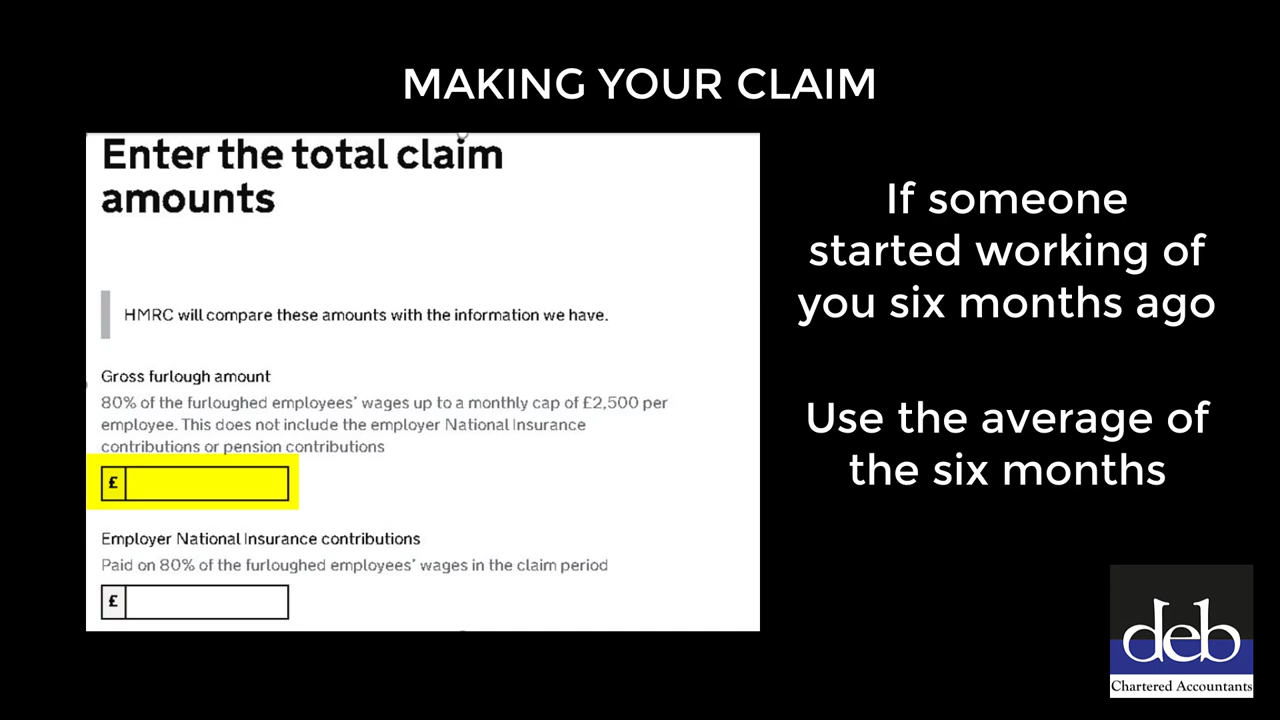 MAKING YOUR CLAIM
Enter the total claim
amounts
HMRC will compare these amounts with the information we have.
Gross furlough amount
80% of the furloughed employees' wages up to a monthly cap of £2,500 per
employee. This does not include the employer National Insurance
contributions or pension contributions
£
Employer National Insurance contributions
Paid on 80% of the furloughed employees' wages in the claim period
£
If someone
started working of
you six months ago
Use the average of
the six months
deb
Chartered Accountants